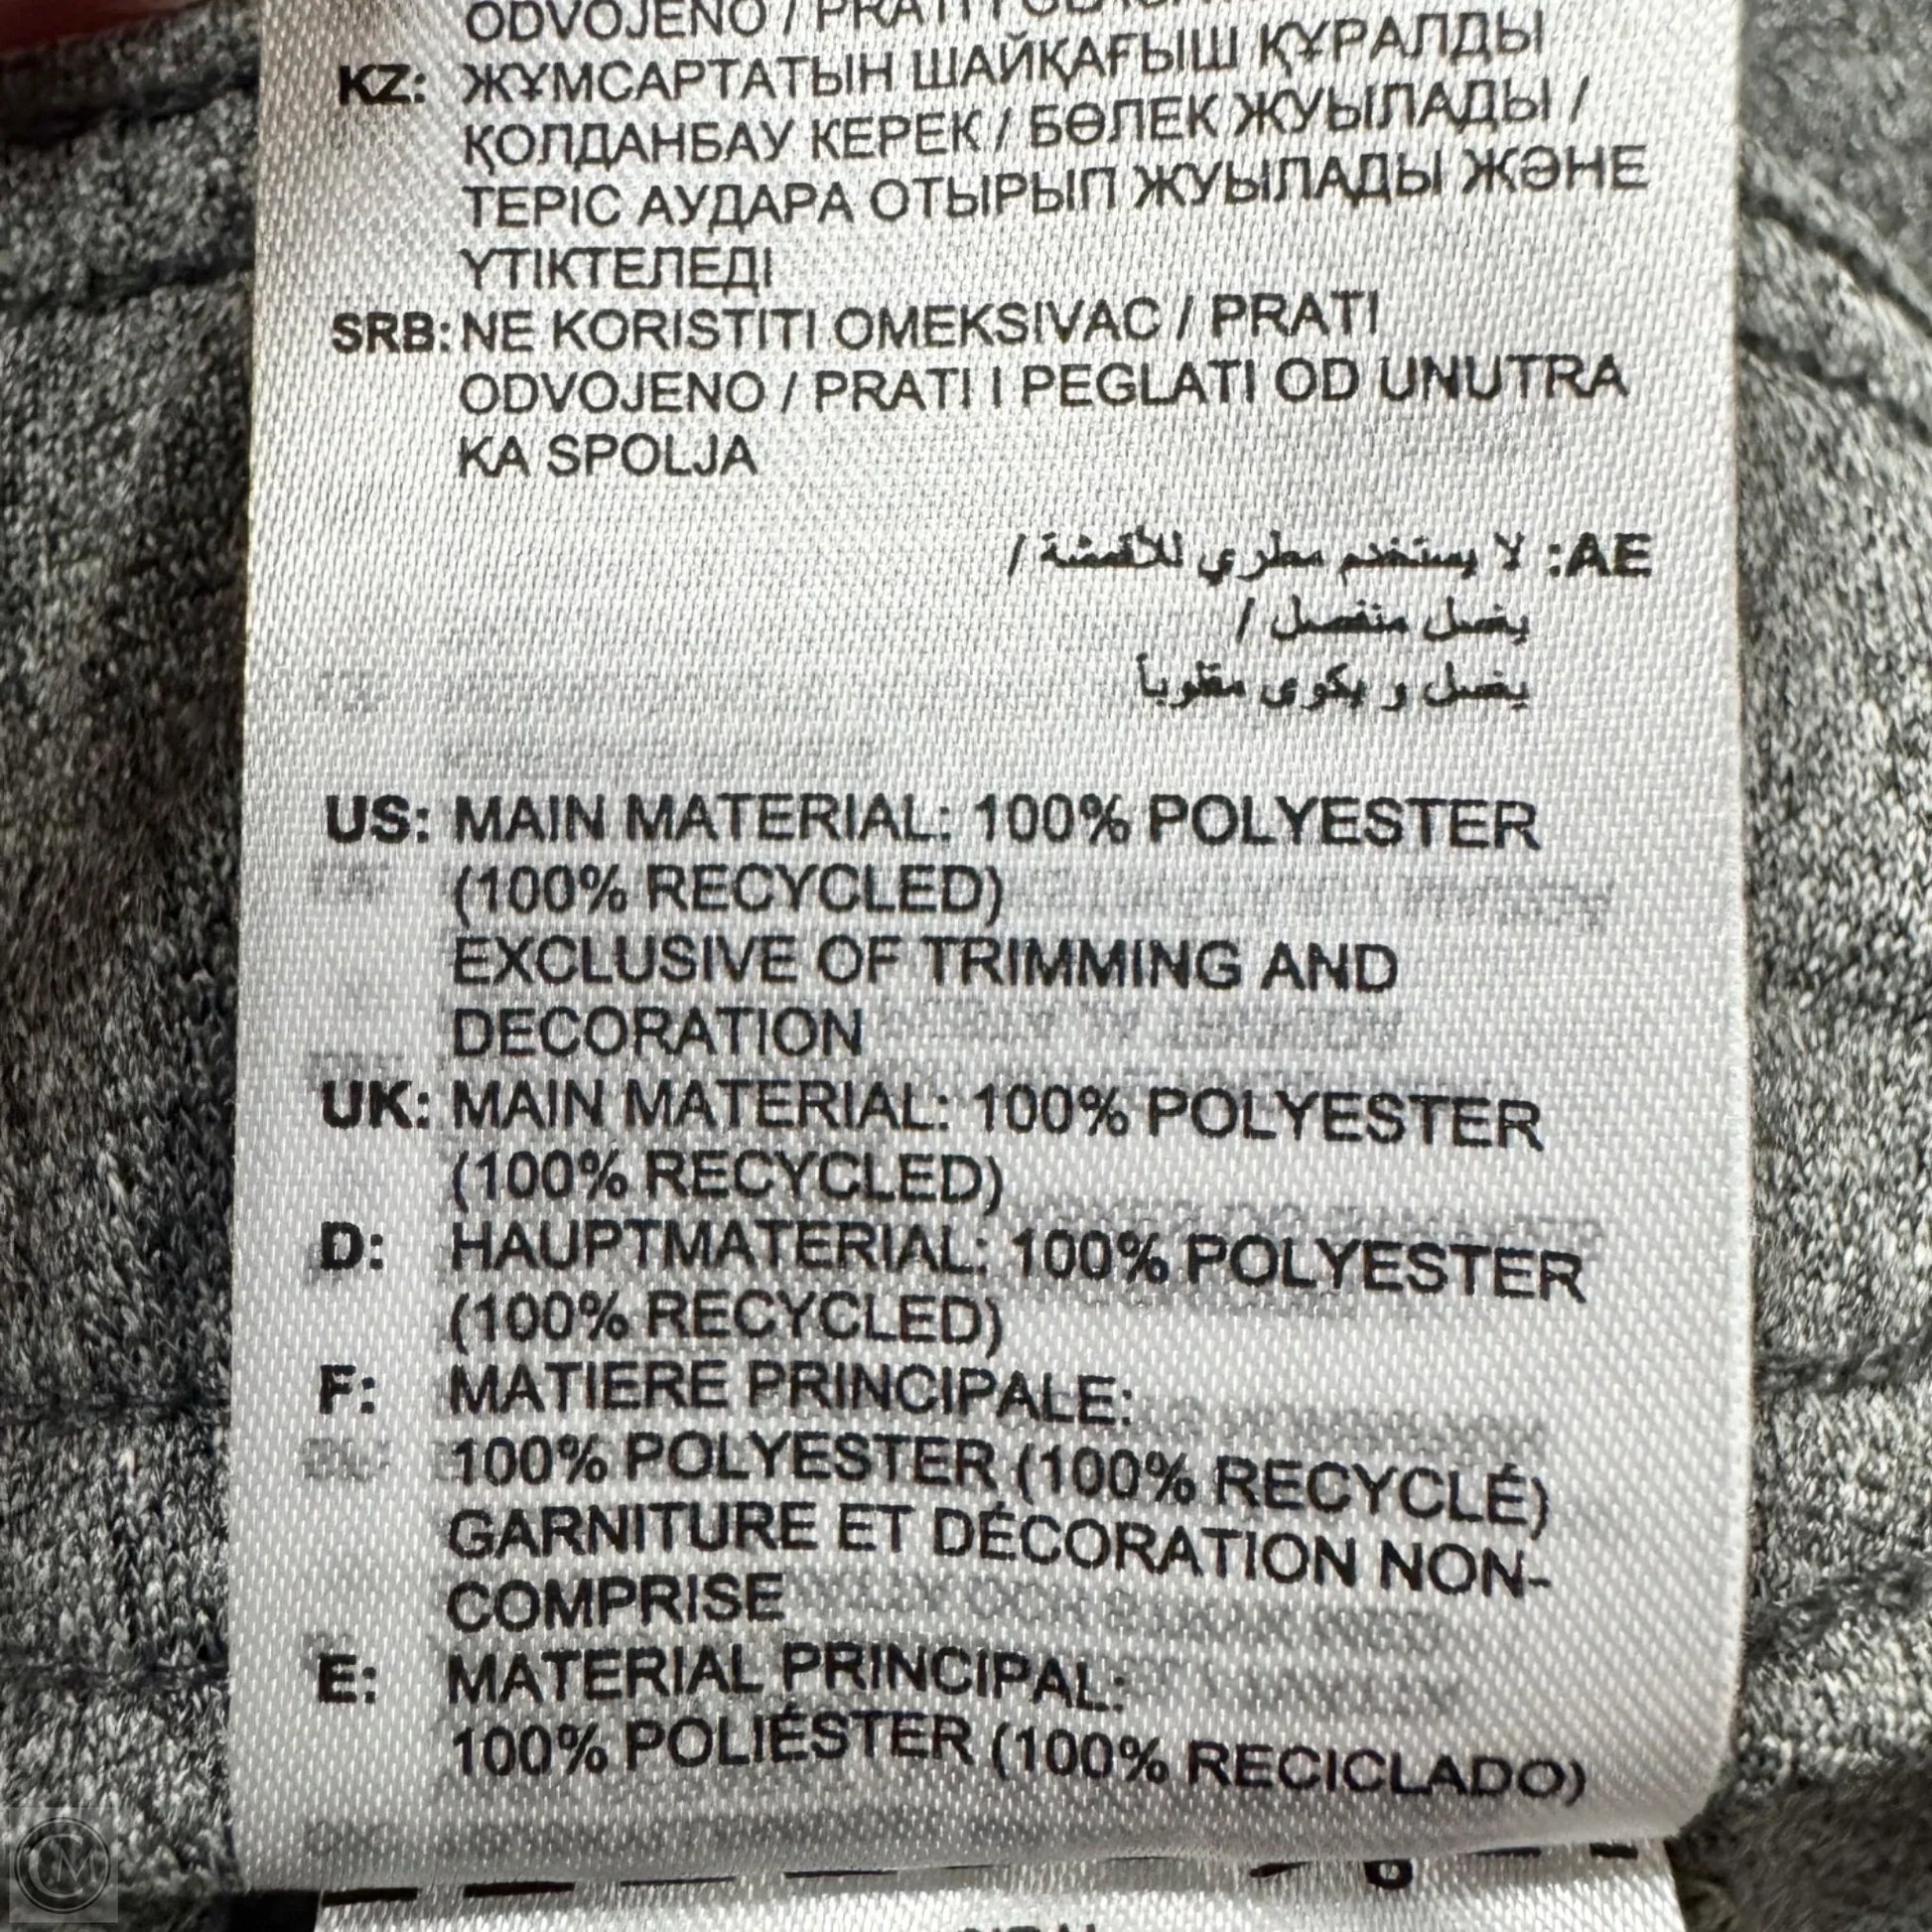 ODVOJENO / PRATI I
KZ: ЖҰМСАРТАТЫН ШАЙҚАҒЫШ ҚҰРАЛДЫ
ҚОЛДАНБАУ КЕРЕК / БӨЛЕК ЖУЫЛАДЫ /
ТЕРІС АУДАРА ОТЫРЫП ЖУЫЛАДЫ ЖӘНЕ
ҮТІКТЕЛЕДІ
SRB: NE KORISTITI OMEKSIVAC / PRATI
ODVOJENO / PRATI I PEGLATI OD UNUTRA
KA SPOLJA
AE: لا يستخدم مطري للأقمشة /
يغسل منفصل /
يغسل و يكوى مقلوباً
US: MAIN MATERIAL: 100% POLYESTER
(100% RECYCLED)
EXCLUSIVE OF TRIMMING AND
DECORATION
UK: MAIN MATERIAL: 100% POLYESTER
(100% RECYCLED)
D: HAUPTMATERIAL: 100% POLYESTER
(100% RECYCLED)
F: MATIERE PRINCIPALE:
100% POLYESTER (100% RECYCLÉ)
GARNITURE ET DÉCORATION NON-
COMPRISE
E: MATERIAL PRINCIPAL:
100% POLIÉSTER (100% RECICLADO)